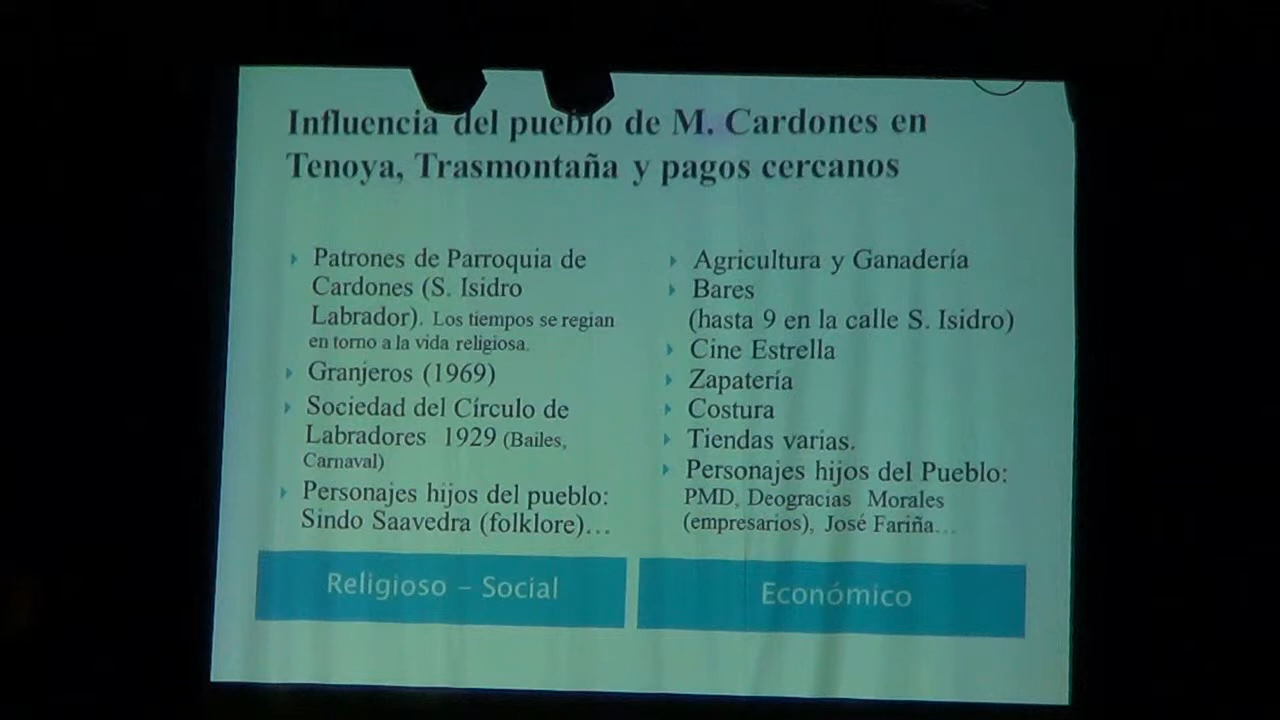 Influencia del pueblo de M. Cardones en
Tenoya, Trasmontaña y pagos cercanos
Patrones de Parroquia de
Cardones (S. Isidro
Labrador). Los tiempos se regian
en torno a la vida religiosa.
Granjeros (1969)
Sociedad del Círculo de
Labradores 1929 (Bailes,
Carnaval)
Personajes hijos del pueblo:
Sindo Saavedra (folklore)...
Religioso – Social
Agricultura y Ganadería
Bares
(hasta 9 en la calle S. Isidro)
Cine Estrella
Zapatería
Costura
Tiendas varias.
Personajes hijos del Pueblo:
PMD, Deogracias Morales
(empresarios), José Fariña...
Económico